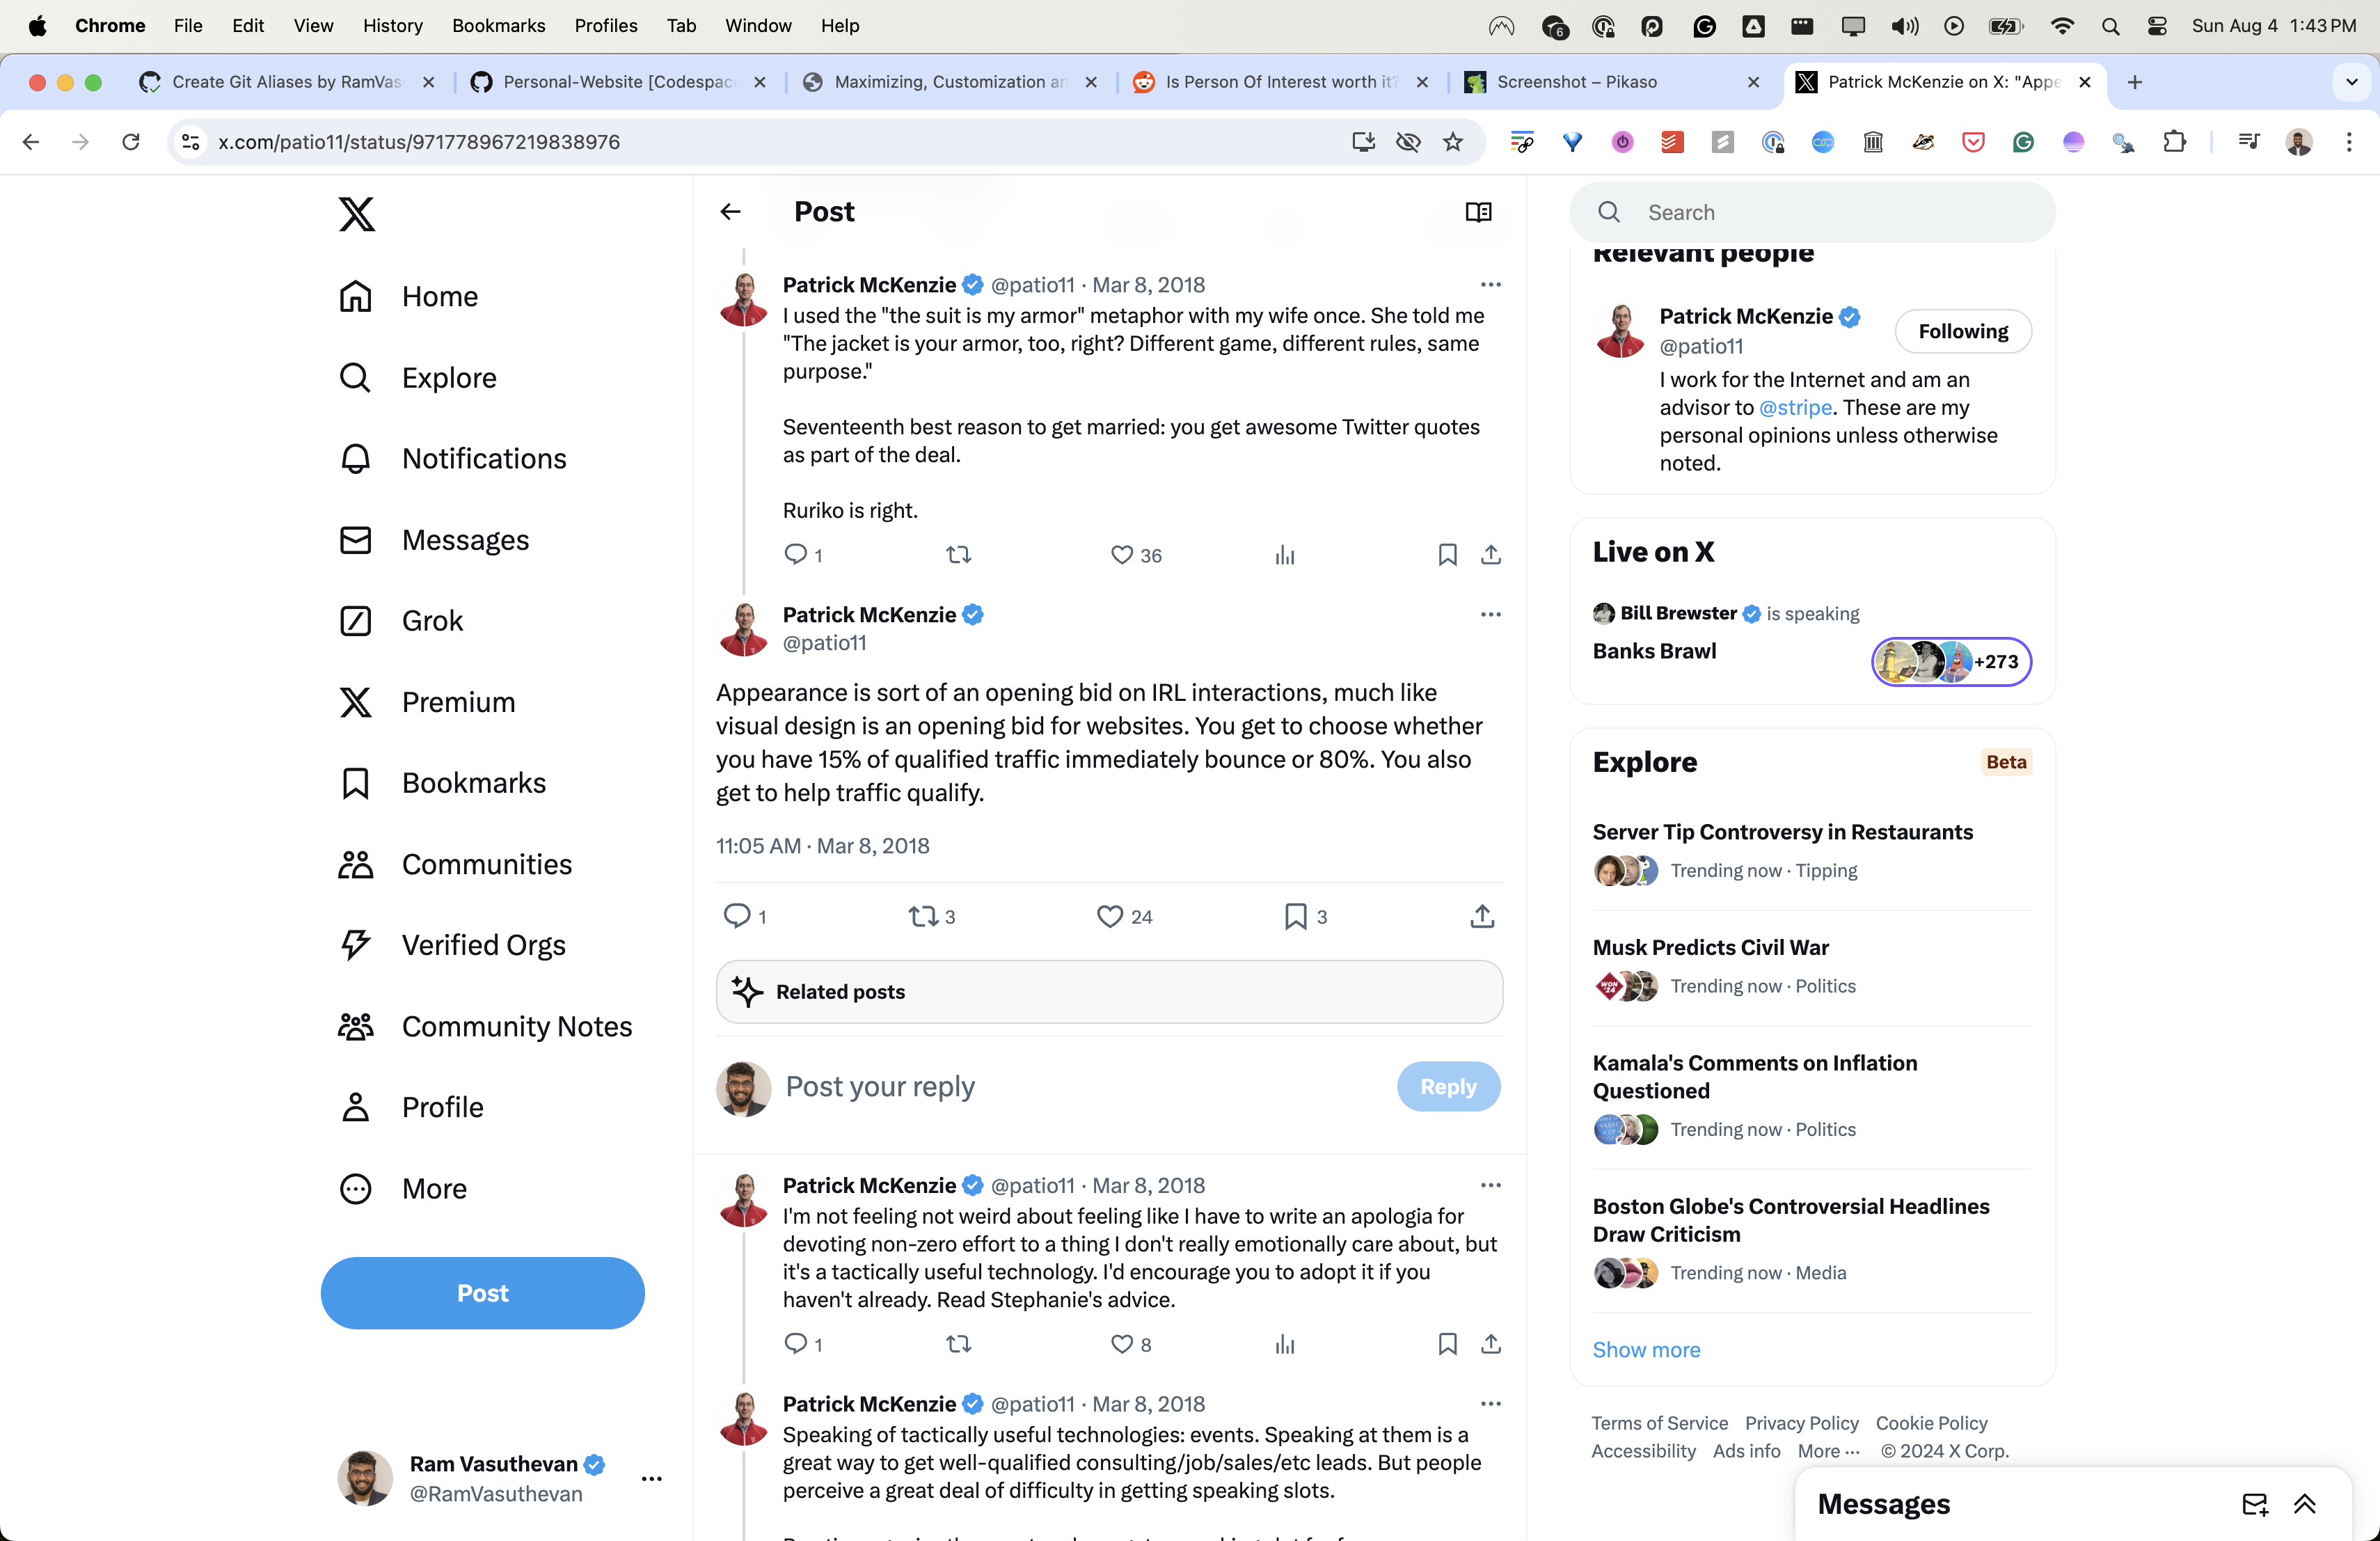 Chrome File Edit View History Bookmarks Profiles Tab Window Help
6
Sun Aug 4 1:43 PM
Create Git Aliases by RamVas
Personal-Website [Codespac
Maximizing, Customization an
Is Person Of Interest worth it?
Screenshot – Pikaso
Patrick McKenzie on X: "Appe
x.com/patio11/status/971778967219838976
Home
Explore
Notifications
Messages
Grok
Premium
Bookmarks
Communities
Verified Orgs
Community Notes
Profile
More
Post
Ram Vasuthevan
@RamVasuthevan
Post
Patrick McKenzie @patio11 · Mar 8, 2018
I used the "the suit is my armor" metaphor with my wife once. She told me
"The jacket is your armor, too, right? Different game, different rules, same
purpose."
Seventeenth best reason to get married: you get awesome Twitter quotes
as part of the deal.
Ruriko is right.
1 36
Patrick McKenzie
@patio11
Appearance is sort of an opening bid on IRL interactions, much like
visual design is an opening bid for websites. You get to choose whether
you have 15% of qualified traffic immediately bounce or 80%. You also
get to help traffic qualify.
11:05 AM · Mar 8, 2018
1 3 24 3
Related posts
Post your reply
Reply
Patrick McKenzie @patio11 · Mar 8, 2018
I'm not feeling not weird about feeling like I have to write an apologia for
devoting non-zero effort to a thing I don't really emotionally care about, but
it's a tactically useful technology. I'd encourage you to adopt it if you
haven't already. Read Stephanie's advice.
1 8
Patrick McKenzie @patio11 · Mar 8, 2018
Speaking of tactically useful technologies: events. Speaking at them is a
great way to get well-qualified consulting/job/sales/etc leads. But people
perceive a great deal of difficulty in getting speaking slots.
Search
Relevant people
Patrick McKenzie
@patio11
Following
I work for the Internet and am an
advisor to @stripe. These are my
personal opinions unless otherwise
noted.
Live on X
Bill Brewster is speaking
Banks Brawl
+273
Explore
Beta
Server Tip Controversy in Restaurants
Trending now · Tipping
Musk Predicts Civil War
WON '24
Trending now · Politics
Kamala's Comments on Inflation
Questioned
Trending now · Politics
Boston Globe's Controversial Headlines
Draw Criticism
Trending now · Media
Show more
Terms of Service Privacy Policy Cookie Policy
Accessibility Ads info More ··· © 2024 X Corp.
Messages